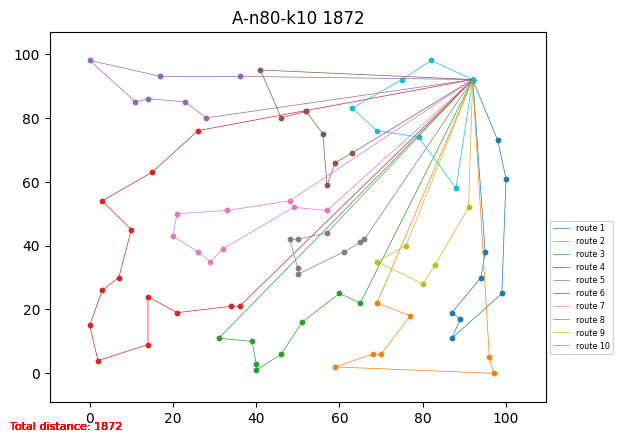 A-n80-k10 1872
100
80
60
40
20
0
0 20 40 60 80 100
route 1
route 2
route 3
route 4
route 5
route 6
route 7
route 8
route 9
route 10
Total distance: 1872